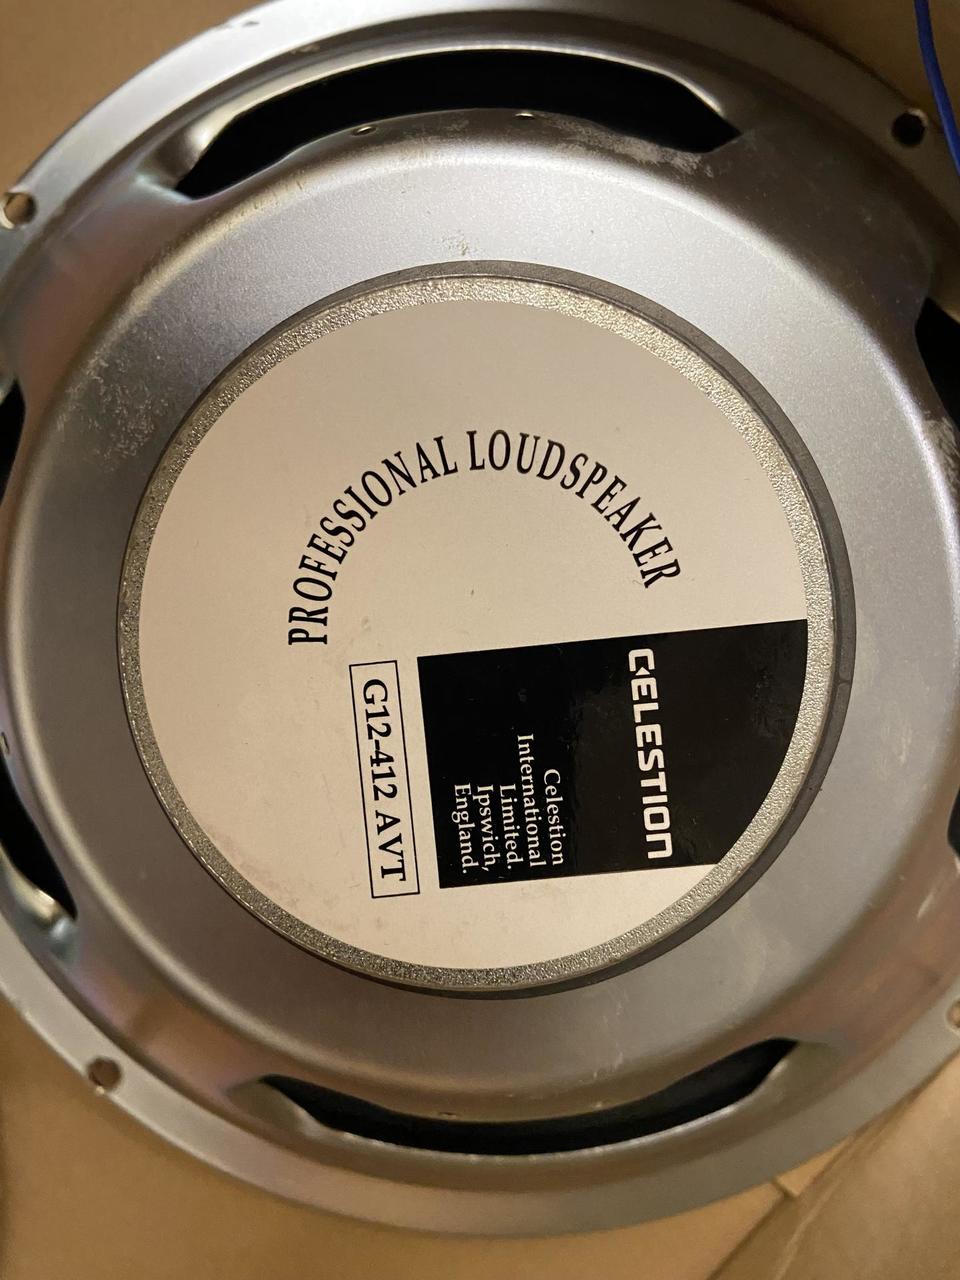 PROFESSIONAL LOUDSPEAKER
CELESTION
Celestion
International
Limited.
Ipswich,
England.
G12-412 AVT